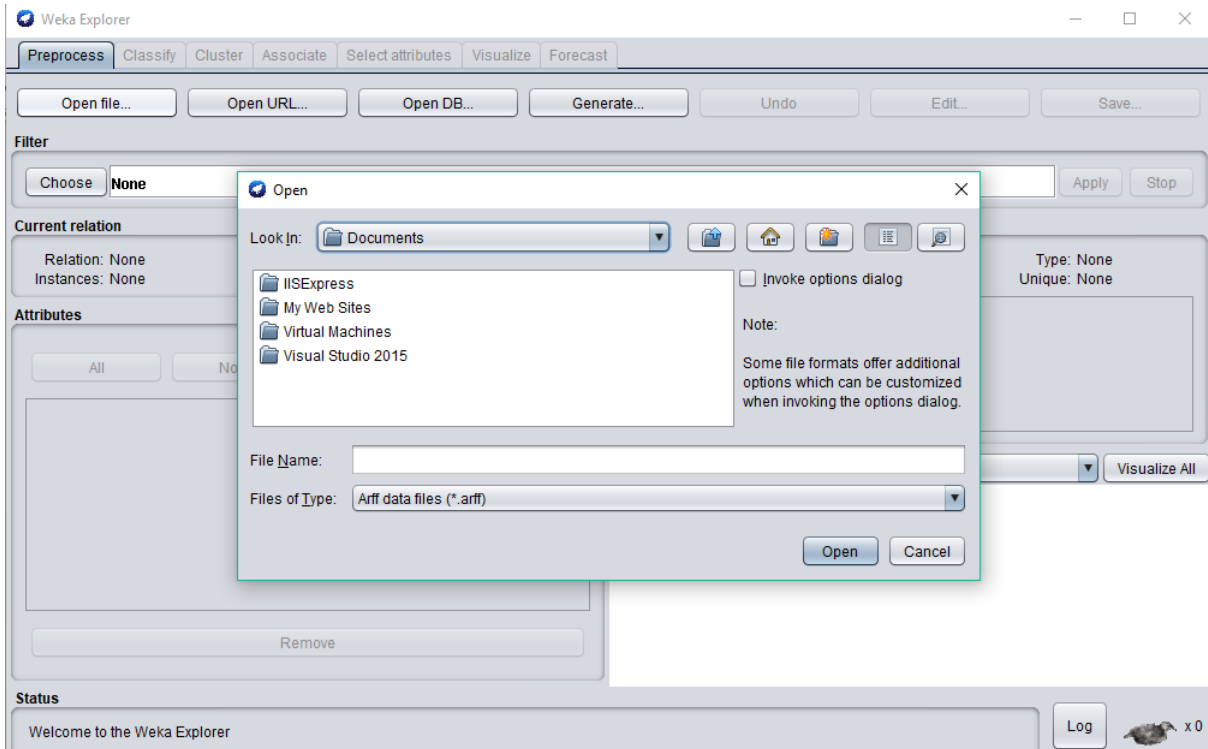 Weka Explorer
Preprocess Classify Cluster Associate Select attributes Visualize Forecast
Open file... Open URL... Open DB... Generate... Undo Edit... Save...
Filter
Choose None Apply Stop
Current relation
Relation: None
Instances: None
Type: None
Unique: None
Attributes
All No
Remove
Visualize All
Open
Look In: Documents
IISExpress
My Web Sites
Virtual Machines
Visual Studio 2015
Invoke options dialog
Note:
Some file formats offer additional
options which can be customized
when invoking the options dialog.
File Name:
Files of Type: Arff data files (*.arff)
Open Cancel
Status
Welcome to the Weka Explorer
Log x 0